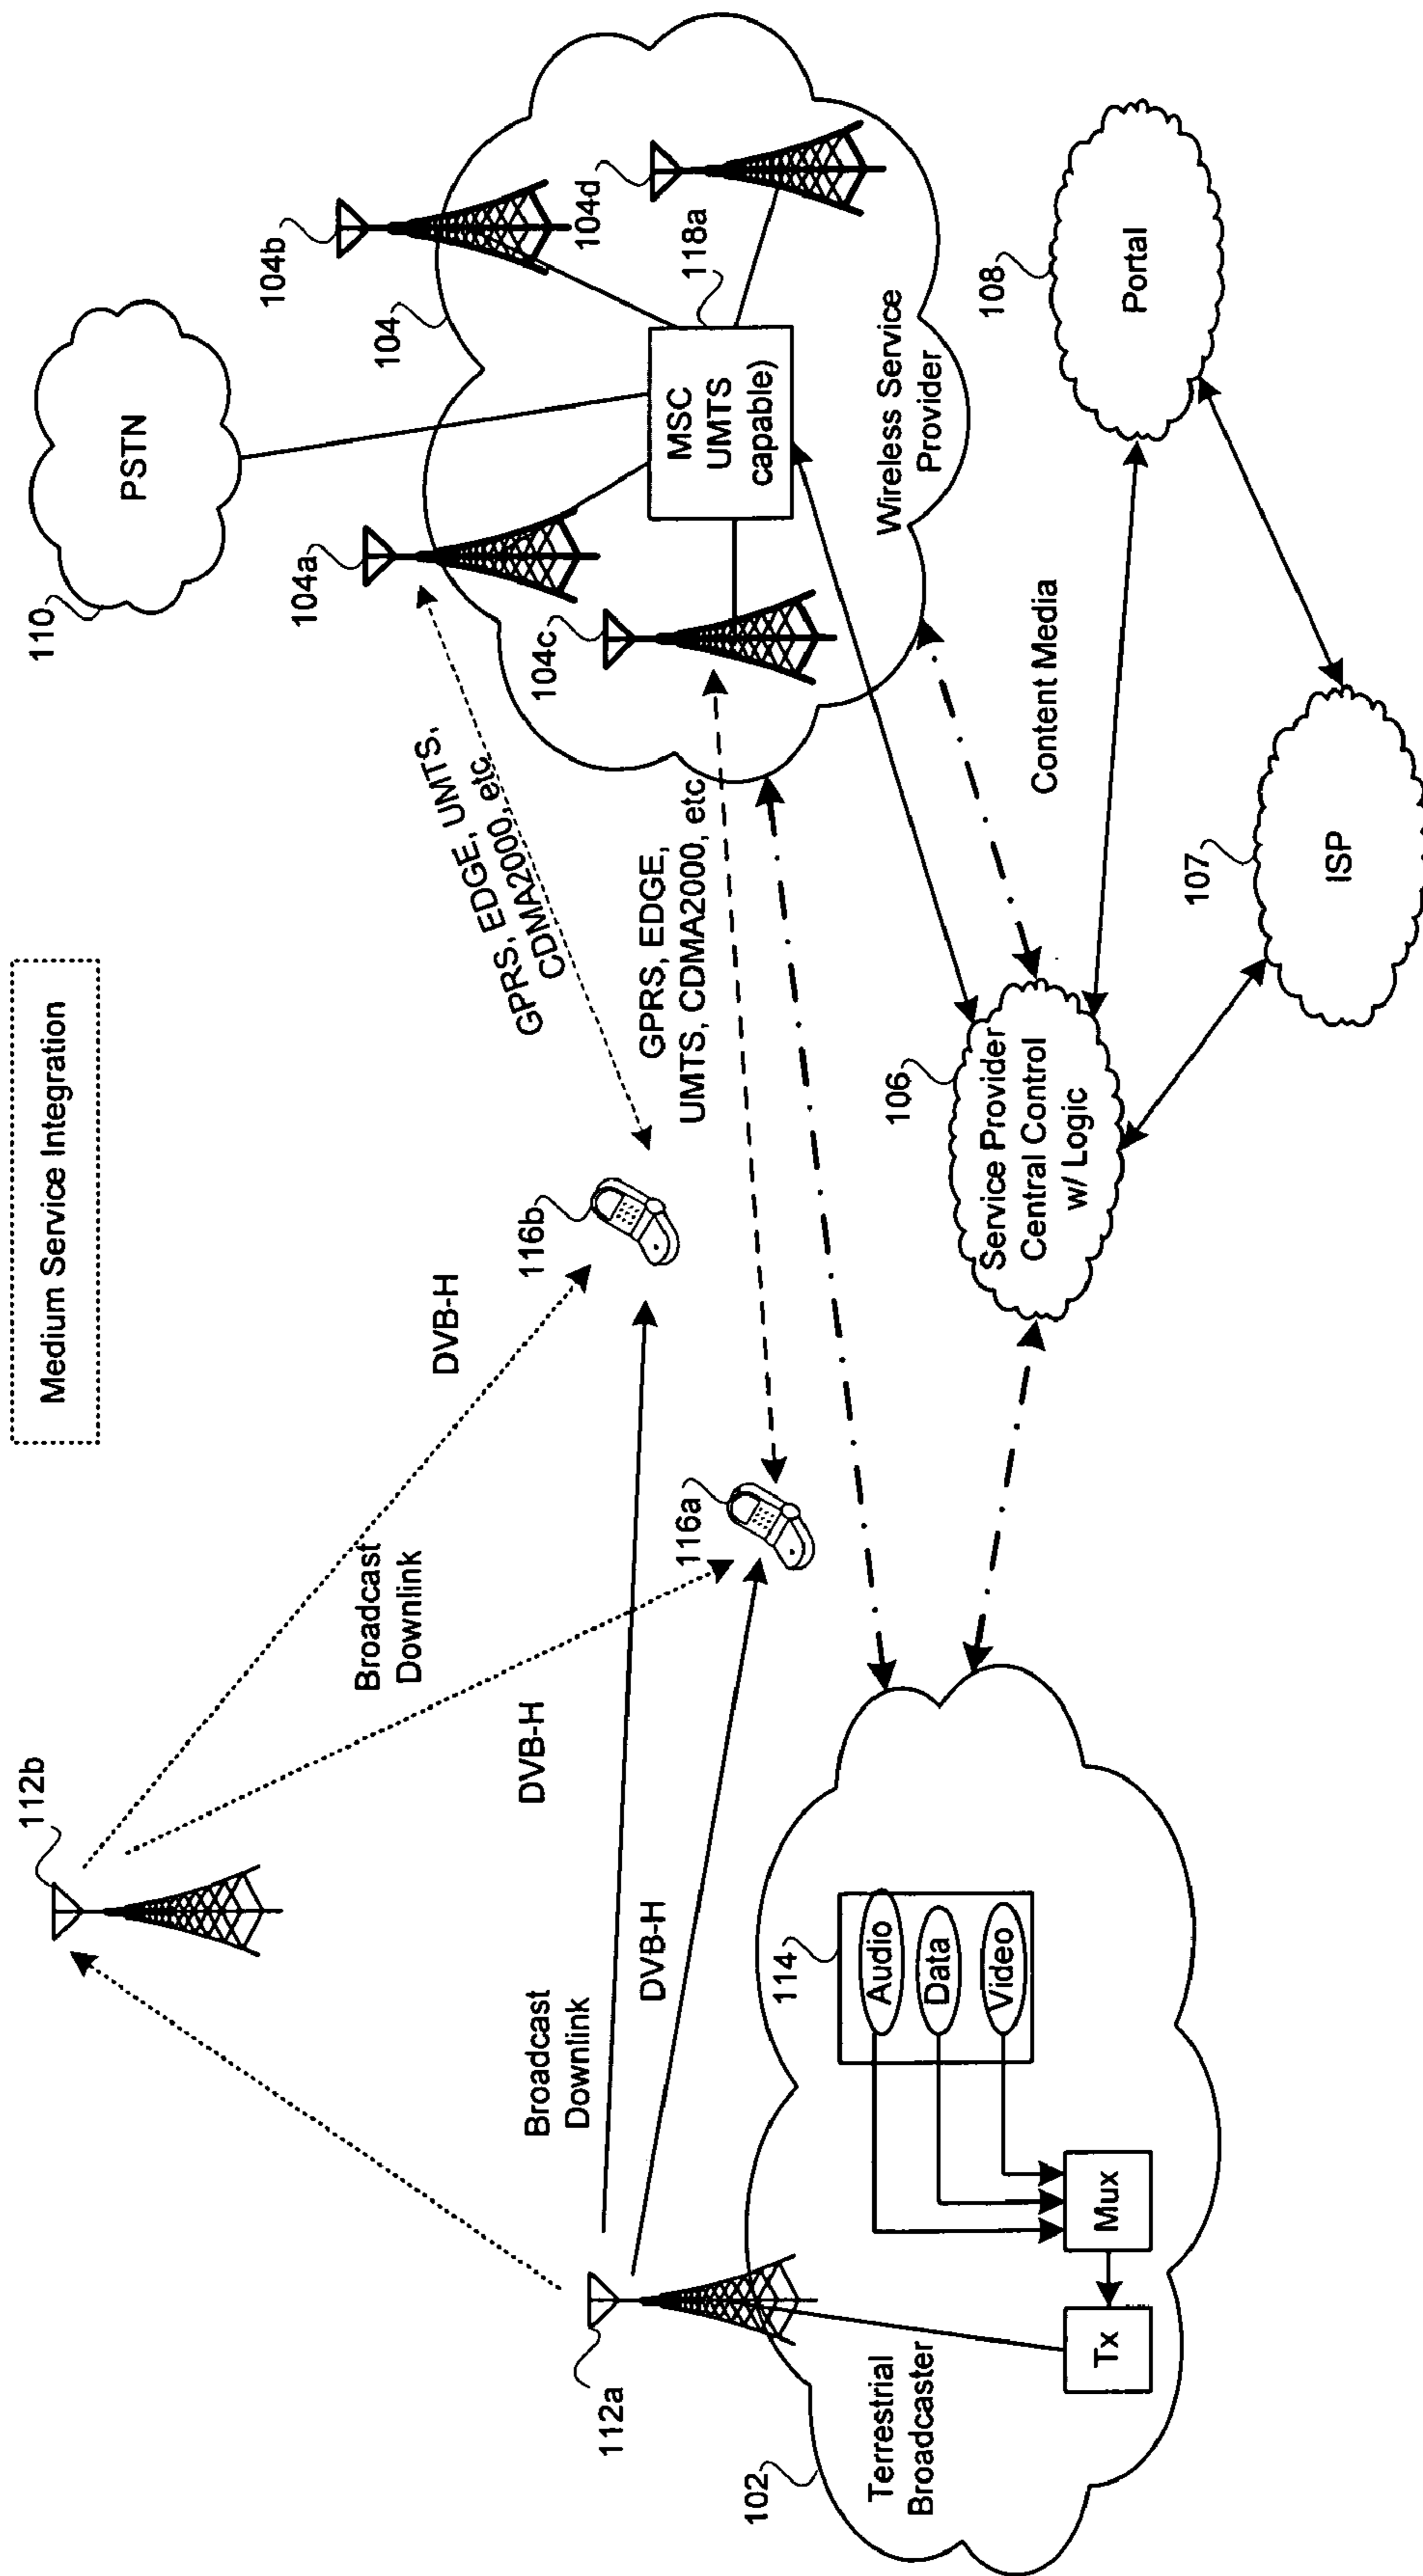 Medium Service Integration
112b
110
PSTN
104b
104
104a
104d
118a
104c
MSC
UMTS
capable)
Wireless Service
Provider
GPRS, EDGE, UMTS,
CDMA2000, etc
GPRS, EDGE,
UMTS, CDMA2000, etc
DVB-H
Broadcast
Downlink
116b
DVB-H
116a
Broadcast
Downlink
DVB-H
112a
102
Terrestrial
Broadcaster
114
Audio
Data
Video
Mux
Tx
106
Service Provider
Central Control
w/ Logic
Content Media
108
Portal
107
ISP